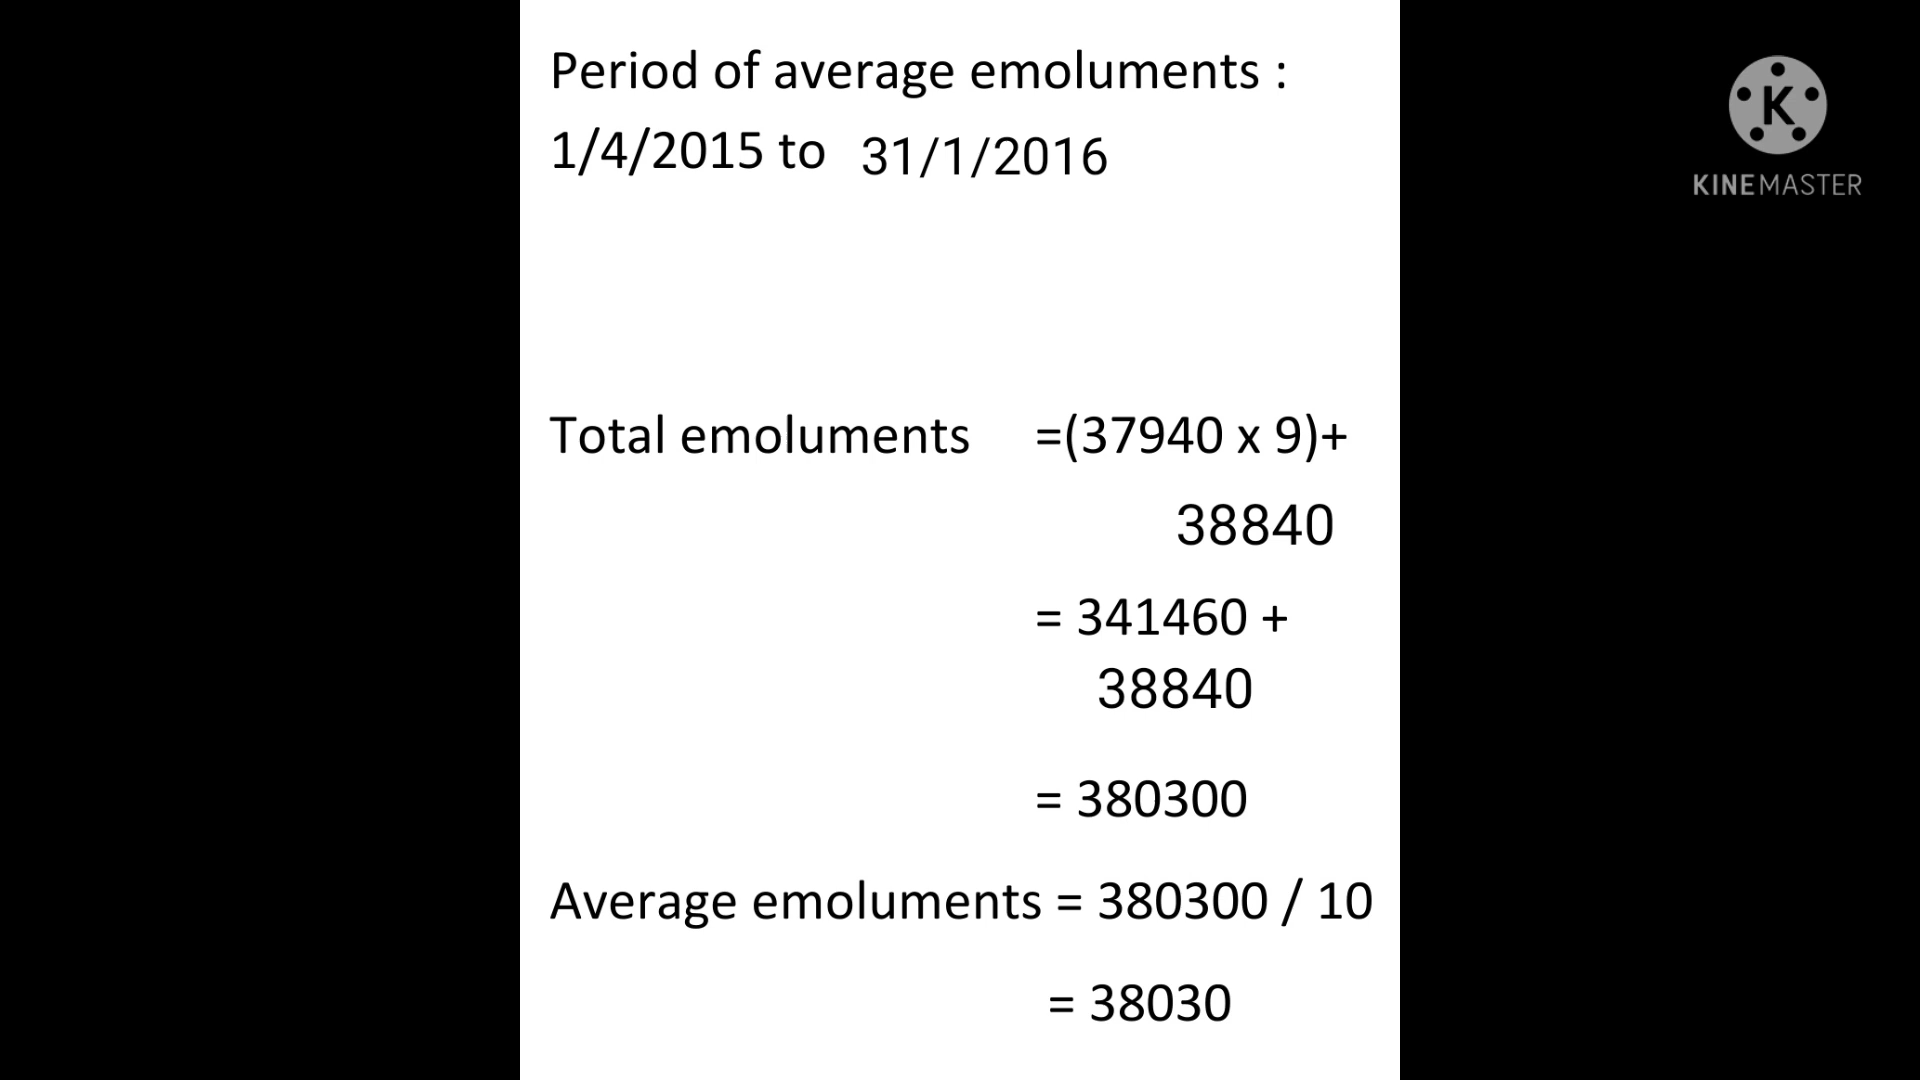 Period of average emoluments :
1/4/2015 to 31/1/2016
K
KINEMASTER
Total emoluments =(37940 x 9)+
38840
= 341460 +
38840
= 380300
Average emoluments = 380300 / 10
= 38030